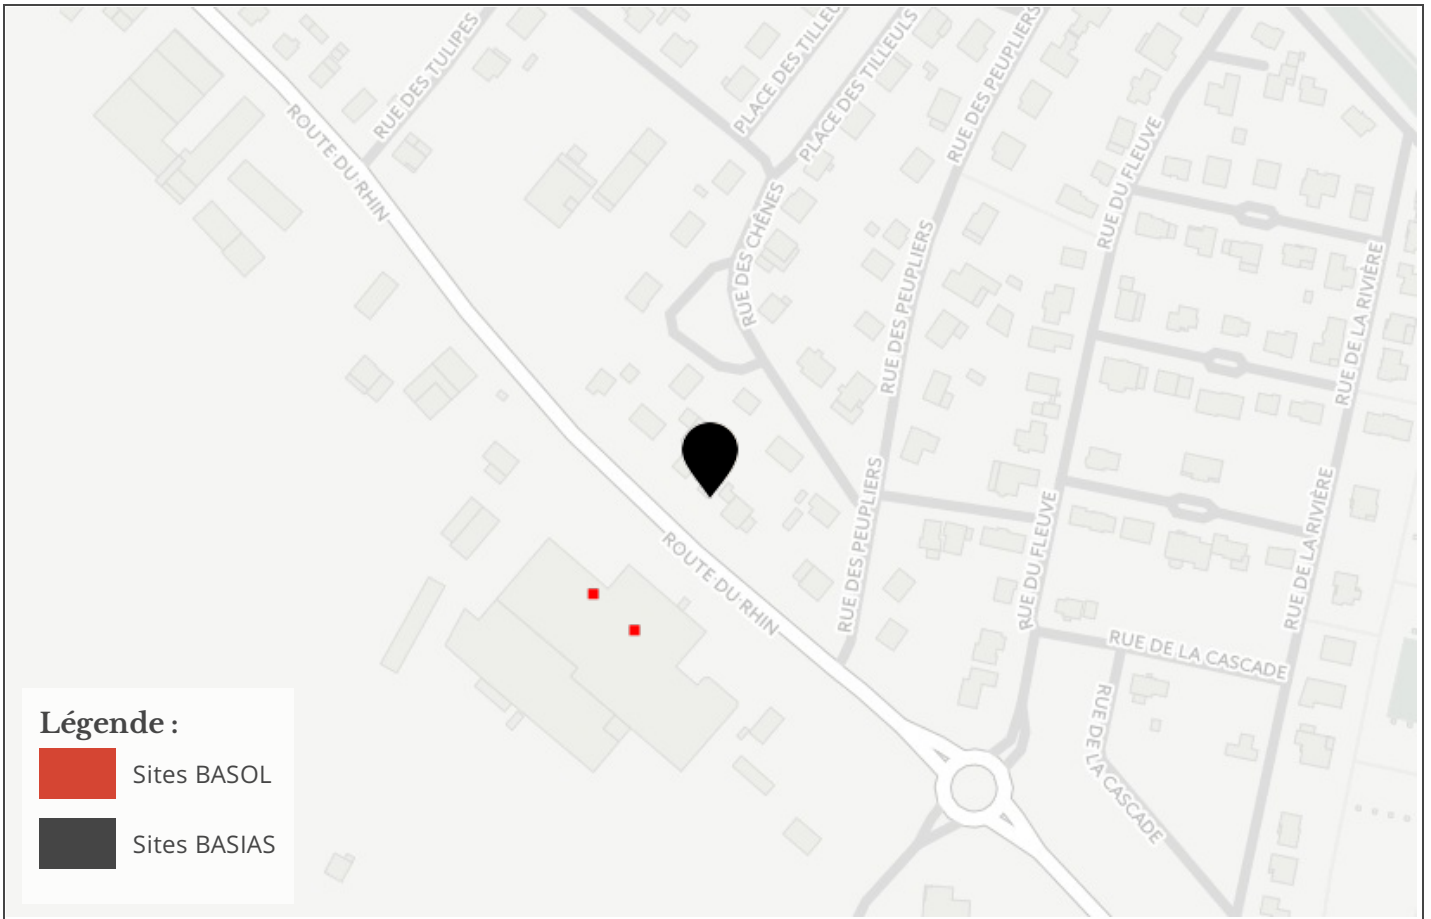 RUE DES TULIPES
PLACE DES TILLEU
PLACE DES TILLEULS
RUE DES PEUPLIERS
ROUTE DU RHIN
RUE DU FLEUVE
RUE DES CHÊNES
RUE DES PEUPLIERS
RUE DE LA RIVIÈRE
RUE DES PEUPLIERS
RUE DU FLEUVE
RUE DE LA RIVIÈRE
ROUTE DU RHIN
RUE DE LA CASCADE
RUE DE LA CASCADE
Légende :
Sites BASOL
Sites BASIAS